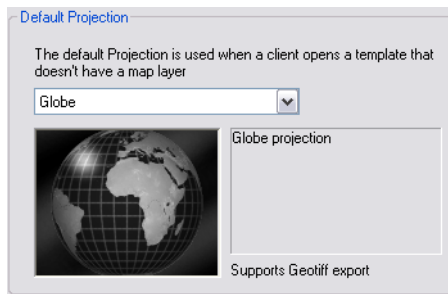 Default Projection
The default Projection is used when a client opens a template that
doesn't have a map layer
Globe
Globe projection
Supports Geotiff export